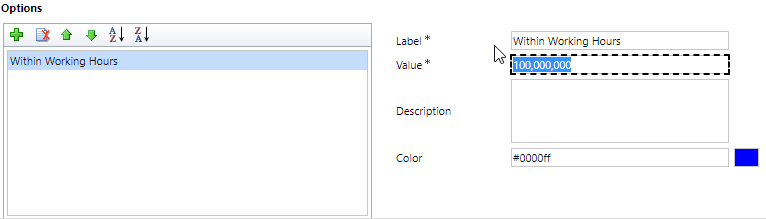 Options
A
Z
Z
A
Within Working Hours
Label *
Within Working Hours
Value *
100,000,000
Description
Color
#0000ff